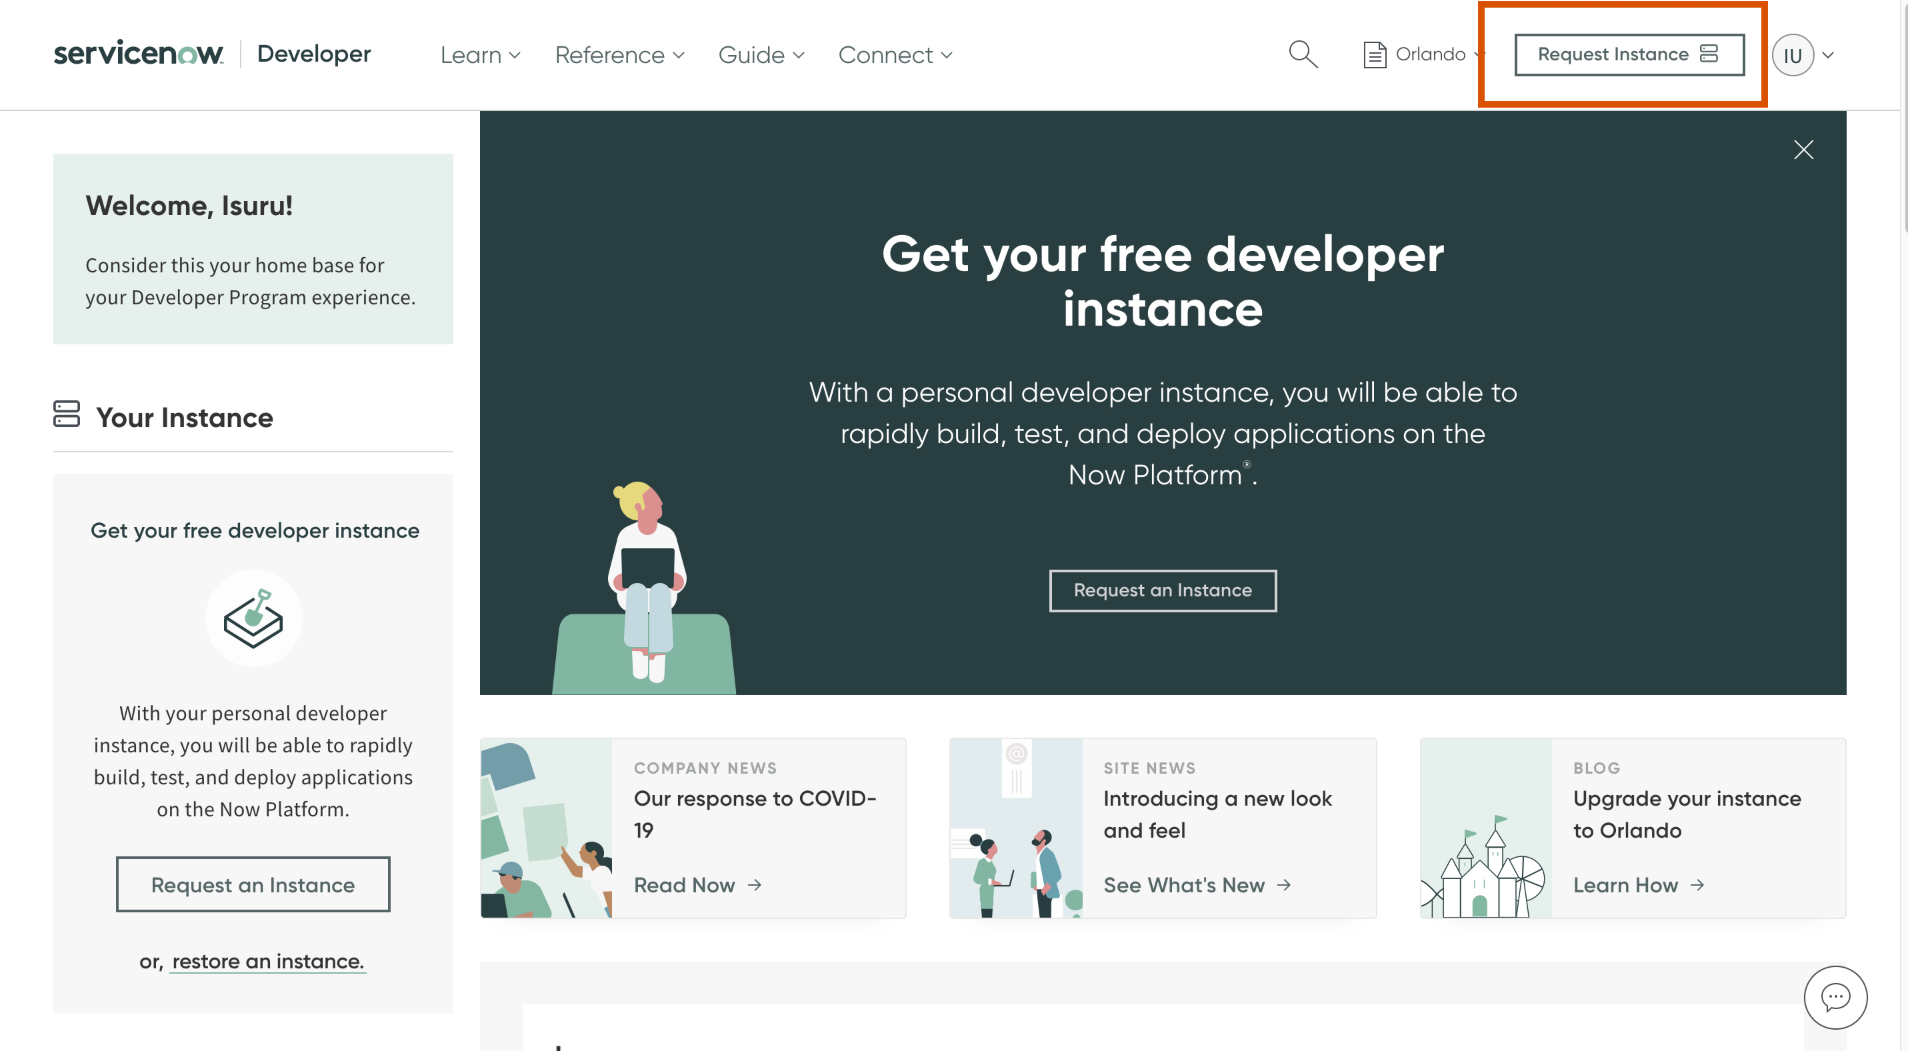 servicenow Developer
Learn Reference Guide Connect
Orlando
Request Instance
IU
Welcome, Isuru!
Consider this your home base for
your Developer Program experience.
Your Instance
Get your free developer instance
With your personal developer
instance, you will be able to rapidly
build, test, and deploy applications
on the Now Platform.
Request an Instance
or, restore an instance.
Get your free developer
instance
With a personal developer instance, you will be able to
rapidly build, test, and deploy applications on the
Now Platform®.
Request an Instance
COMPANY NEWS
Our response to COVID-
19
Read Now →
SITE NEWS
Introducing a new look
and feel
See What's New →
BLOG
Upgrade your instance
to Orlando
Learn How →